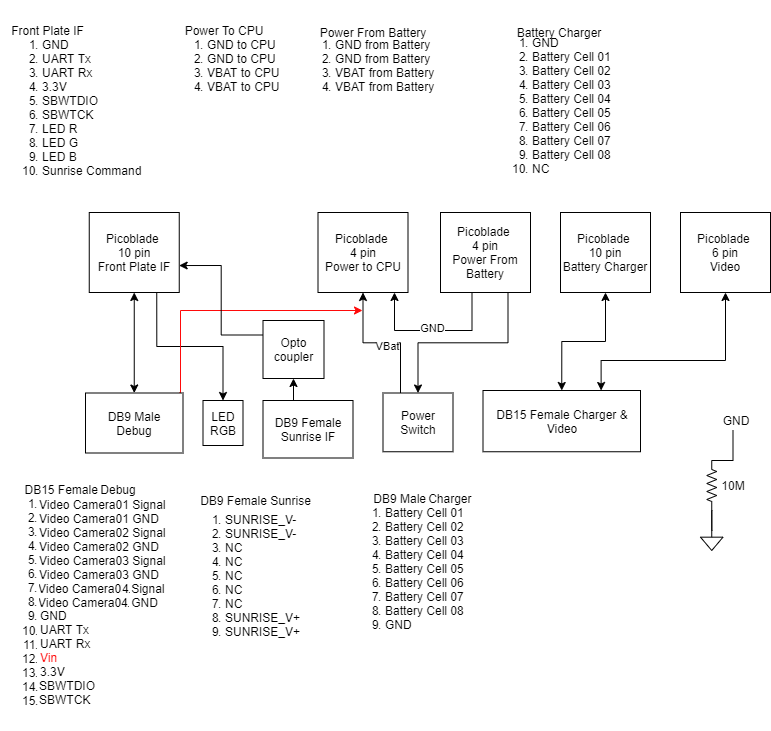 Front Plate IF
1. GND
2. UART Tx
3. UART Rx
4. 3.3V
5. SBWTDIO
6. SBWTCK
7. LED R
8. LED G
9. LED B
10. Sunrise Command
Power To CPU
1. GND to CPU
2. GND to CPU
3. VBAT to CPU
4. VBAT to CPU
Power From Battery
1. GND from Battery
2. GND from Battery
3. VBAT from Battery
4. VBAT from Battery
Battery Charger
1. GND
2. Battery Cell 01
3. Battery Cell 02
4. Battery Cell 03
5. Battery Cell 04
6. Battery Cell 05
7. Battery Cell 06
8. Battery Cell 07
9. Battery Cell 08
10. NC
Picoblade
10 pin
Front Plate IF
Picoblade
4 pin
Power to CPU
Picoblade
4 pin
Power From
Battery
Picoblade
10 pin
Battery Charger
Picoblade
6 pin
Video
GND
VBat
Opto
coupler
DB9 Male
Debug
LED
RGB
DB9 Female
Sunrise IF
Power
Switch
DB15 Female Charger &
Video
GND
10M
DB15 Female Debug
1. Video Camera01 Signal
2. Video Camera01 GND
3. Video Camera02 Signal
4. Video Camera02 GND
5. Video Camera03 Signal
6. Video Camera03 GND
7. Video Camera04 Signal
8. Video Camera04 GND
9. GND
10. UART Tx
11. UART Rx
12. Vin
13. 3.3V
14. SBWTDIO
15. SBWTCK
DB9 Female Sunrise
1. SUNRISE_V-
2. SUNRISE_V-
3. NC
4. NC
5. NC
6. NC
7. NC
8. SUNRISE_V+
9. SUNRISE_V+
DB9 Male Charger
1. Battery Cell 01
2. Battery Cell 02
3. Battery Cell 03
4. Battery Cell 04
5. Battery Cell 05
6. Battery Cell 06
7. Battery Cell 07
8. Battery Cell 08
9. GND